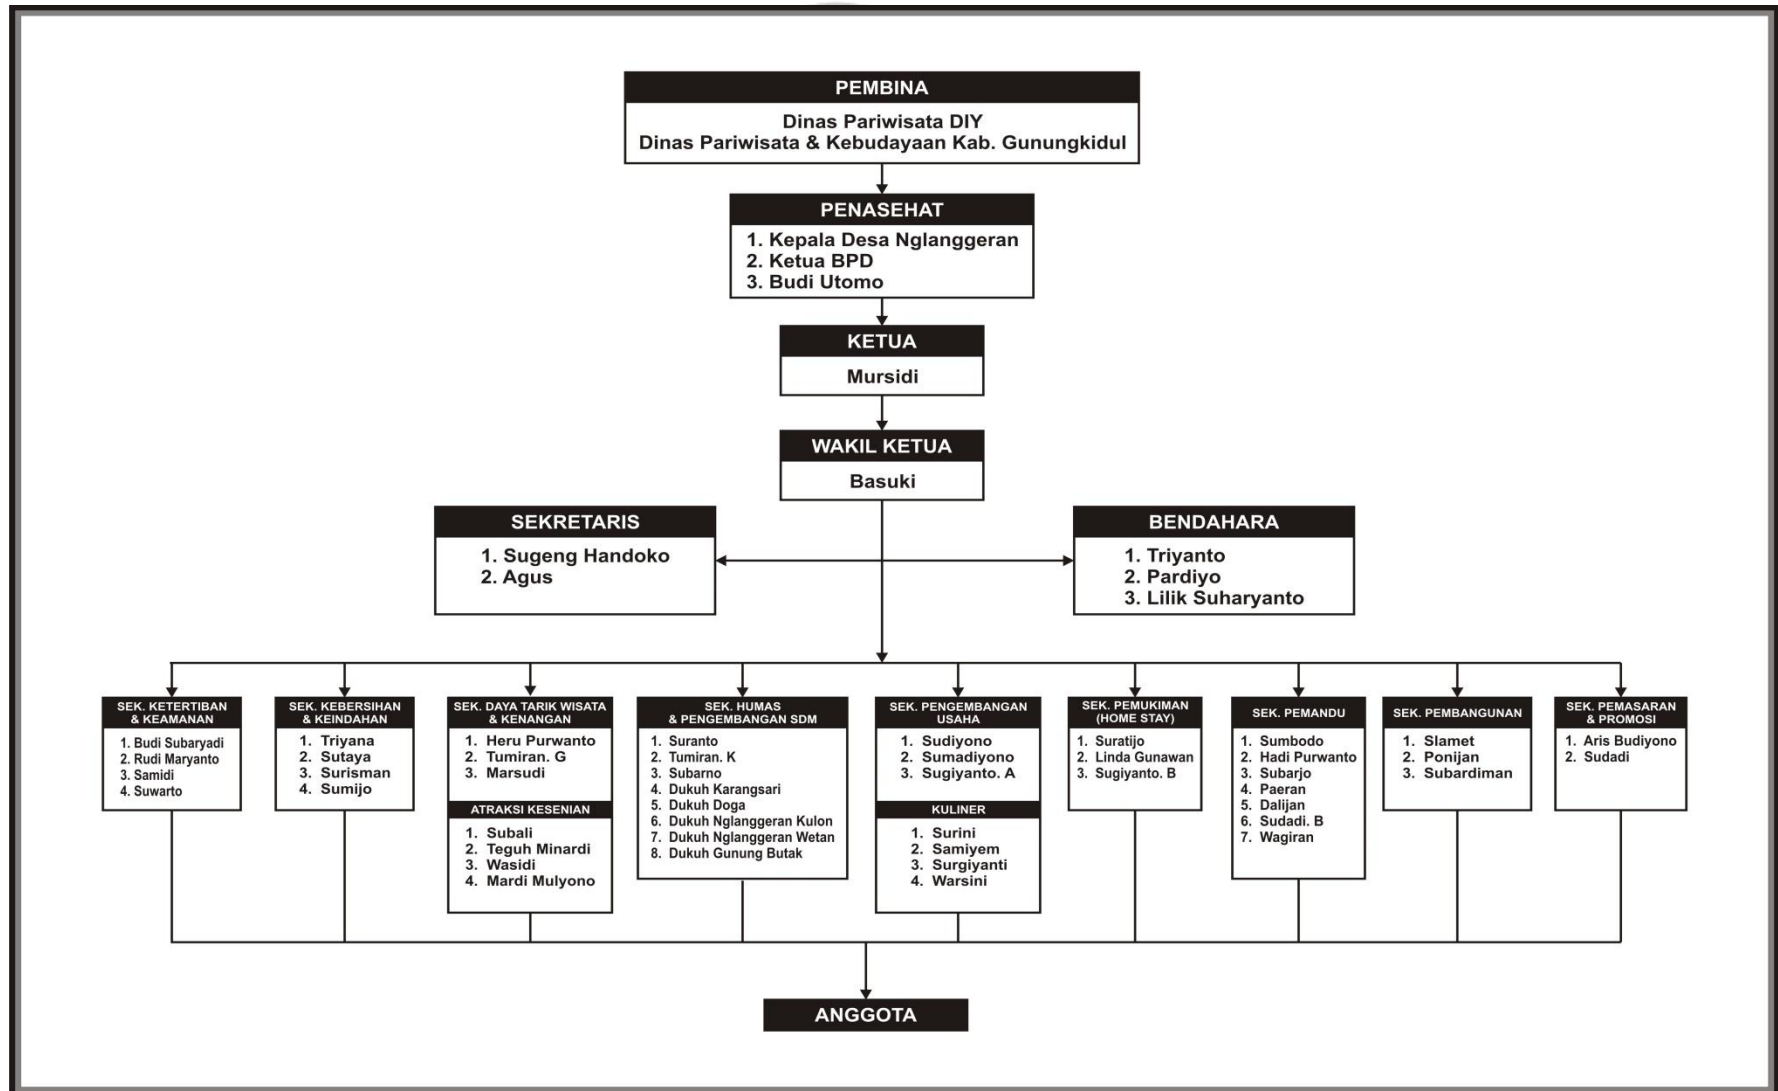 PEMBINA
Dinas Pariwisata DIY
Dinas Pariwisata & Kebudayaan Kab. Gunungkidul
PENASEHAT
1. Kepala Desa Nglanggeran
2. Ketua BPD
3. Budi Utomo
KETUA
Mursidi
WAKIL KETUA
Basuki
SEKRETARIS
1. Sugeng Handoko
2. Agus
BENDAHARA
1. Triyanto
2. Pardiyo
3. Lilik Suharyanto
SEK. KETERTIBAN
& KEAMANAN
1. Budi Subaryadi
2. Rudi Maryanto
3. Samidi
4. Suwarto
SEK. KEBERSIHAN
& KEINDAHAN
1. Triyana
2. Sutaya
3. Surisman
4. Sumijo
SEK. DAYA TARIK WISATA
& KENANGAN
1. Heru Purwanto
2. Tumiran. G
3. Marsudi
ATRAKSI KESENIAN
1. Subali
2. Teguh Minardi
3. Wasidi
4. Mardi Mulyono
SEK. HUMAS
& PENGEMBANGAN SDM
1. Suranto
2. Tumiran. K
3. Subarno
4. Dukuh Karangsari
5. Dukuh Doga
6. Dukuh Nglanggeran Kulon
7. Dukuh Nglanggeran Wetan
8. Dukuh Gunung Butak
SEK. PENGEMBANGAN
USAHA
1. Sudiyono
2. Sumadiyono
3. Sugiyanto. A
KULINER
1. Surini
2. Samiyem
3. Surgiyanti
4. Warsini
SEK. PEMUKIMAN
(HOME STAY)
1. Suratijo
2. Linda Gunawan
3. Sugiyanto. B
SEK. PEMANDU
1. Sumbodo
2. Hadi Purwanto
3. Subarjo
4. Paeran
5. Dalijan
6. Sudadi. B
7. Wagiran
SEK. PEMBANGUNAN
1. Slamet
2. Ponijan
3. Subardiman
SEK. PEMASARAN
& PROMOSI
1. Aris Budiyono
2. Sudadi
ANGGOTA